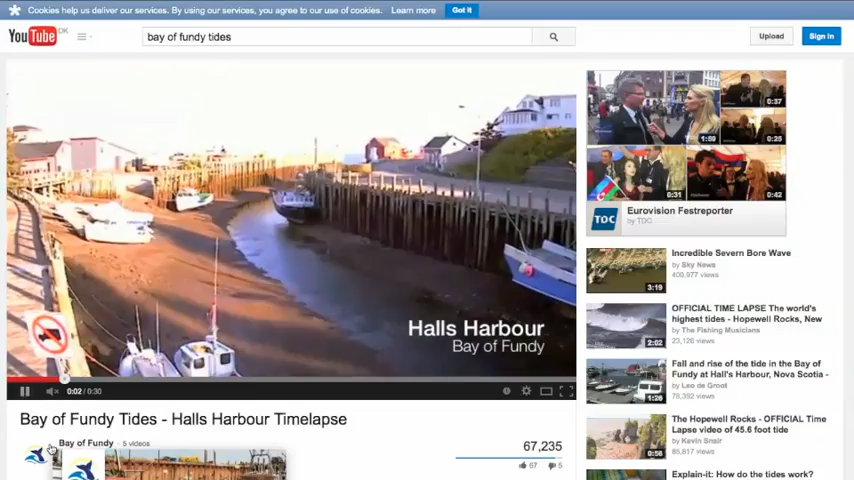 Cookies help us deliver our services. By using our services, you agree to our use of cookies. Learn more Got it
YouTube DK
bay of fundy tides
Upload
Sign In
Halls Harbour
Bay of Fundy
0:02 / 0:30
Bay of Fundy Tides - Halls Harbour Timelapse
Bay of Fundy · 5 videos
67,235
67 5
1:59
0:37
0:25
0:31
0:42
TDC
Eurovision Festreporter
by TDC
3:19
Incredible Severn Bore Wave
by Sky News
408,977 views
2:02
OFFICIAL TIME LAPSE The world's
highest tides - Hopewell Rocks, New
by The Fishing Musicians
23,126 views
1:26
Fall and rise of the tide in the Bay of
Fundy at Hall's Harbour, Nova Scotia -
by Leo de Groot
78,392 views
0:56
The Hopewell Rocks - OFFICIAL Time
Lapse video of 45.6 foot tide
by Kevin Snair
85,817 views
Explain-it: How do the tides work?